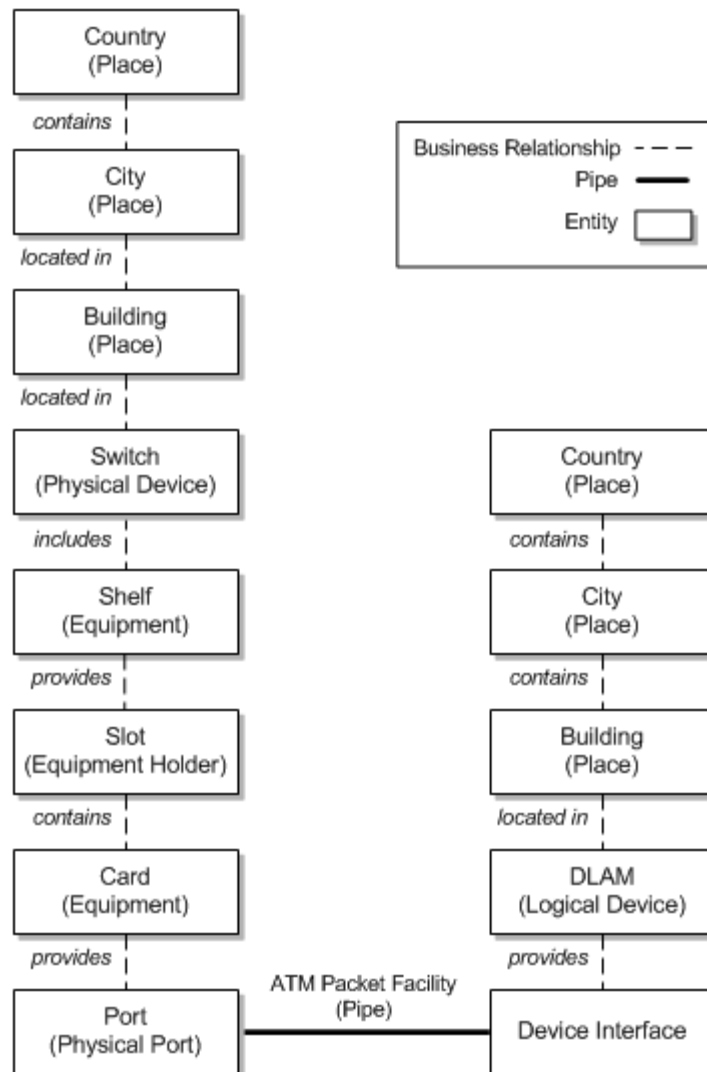 Country
(Place)
contains
City
(Place)
located in
Building
(Place)
located in
Switch
(Physical Device)
includes
Shelf
(Equipment)
provides
Slot
(Equipment Holder)
contains
Card
(Equipment)
provides
Port
(Physical Port)
ATM Packet Facility
(Pipe)
Business Relationship
Pipe
Entity
Country
(Place)
contains
City
(Place)
contains
Building
(Place)
located in
DLAM
(Logical Device)
provides
Device Interface